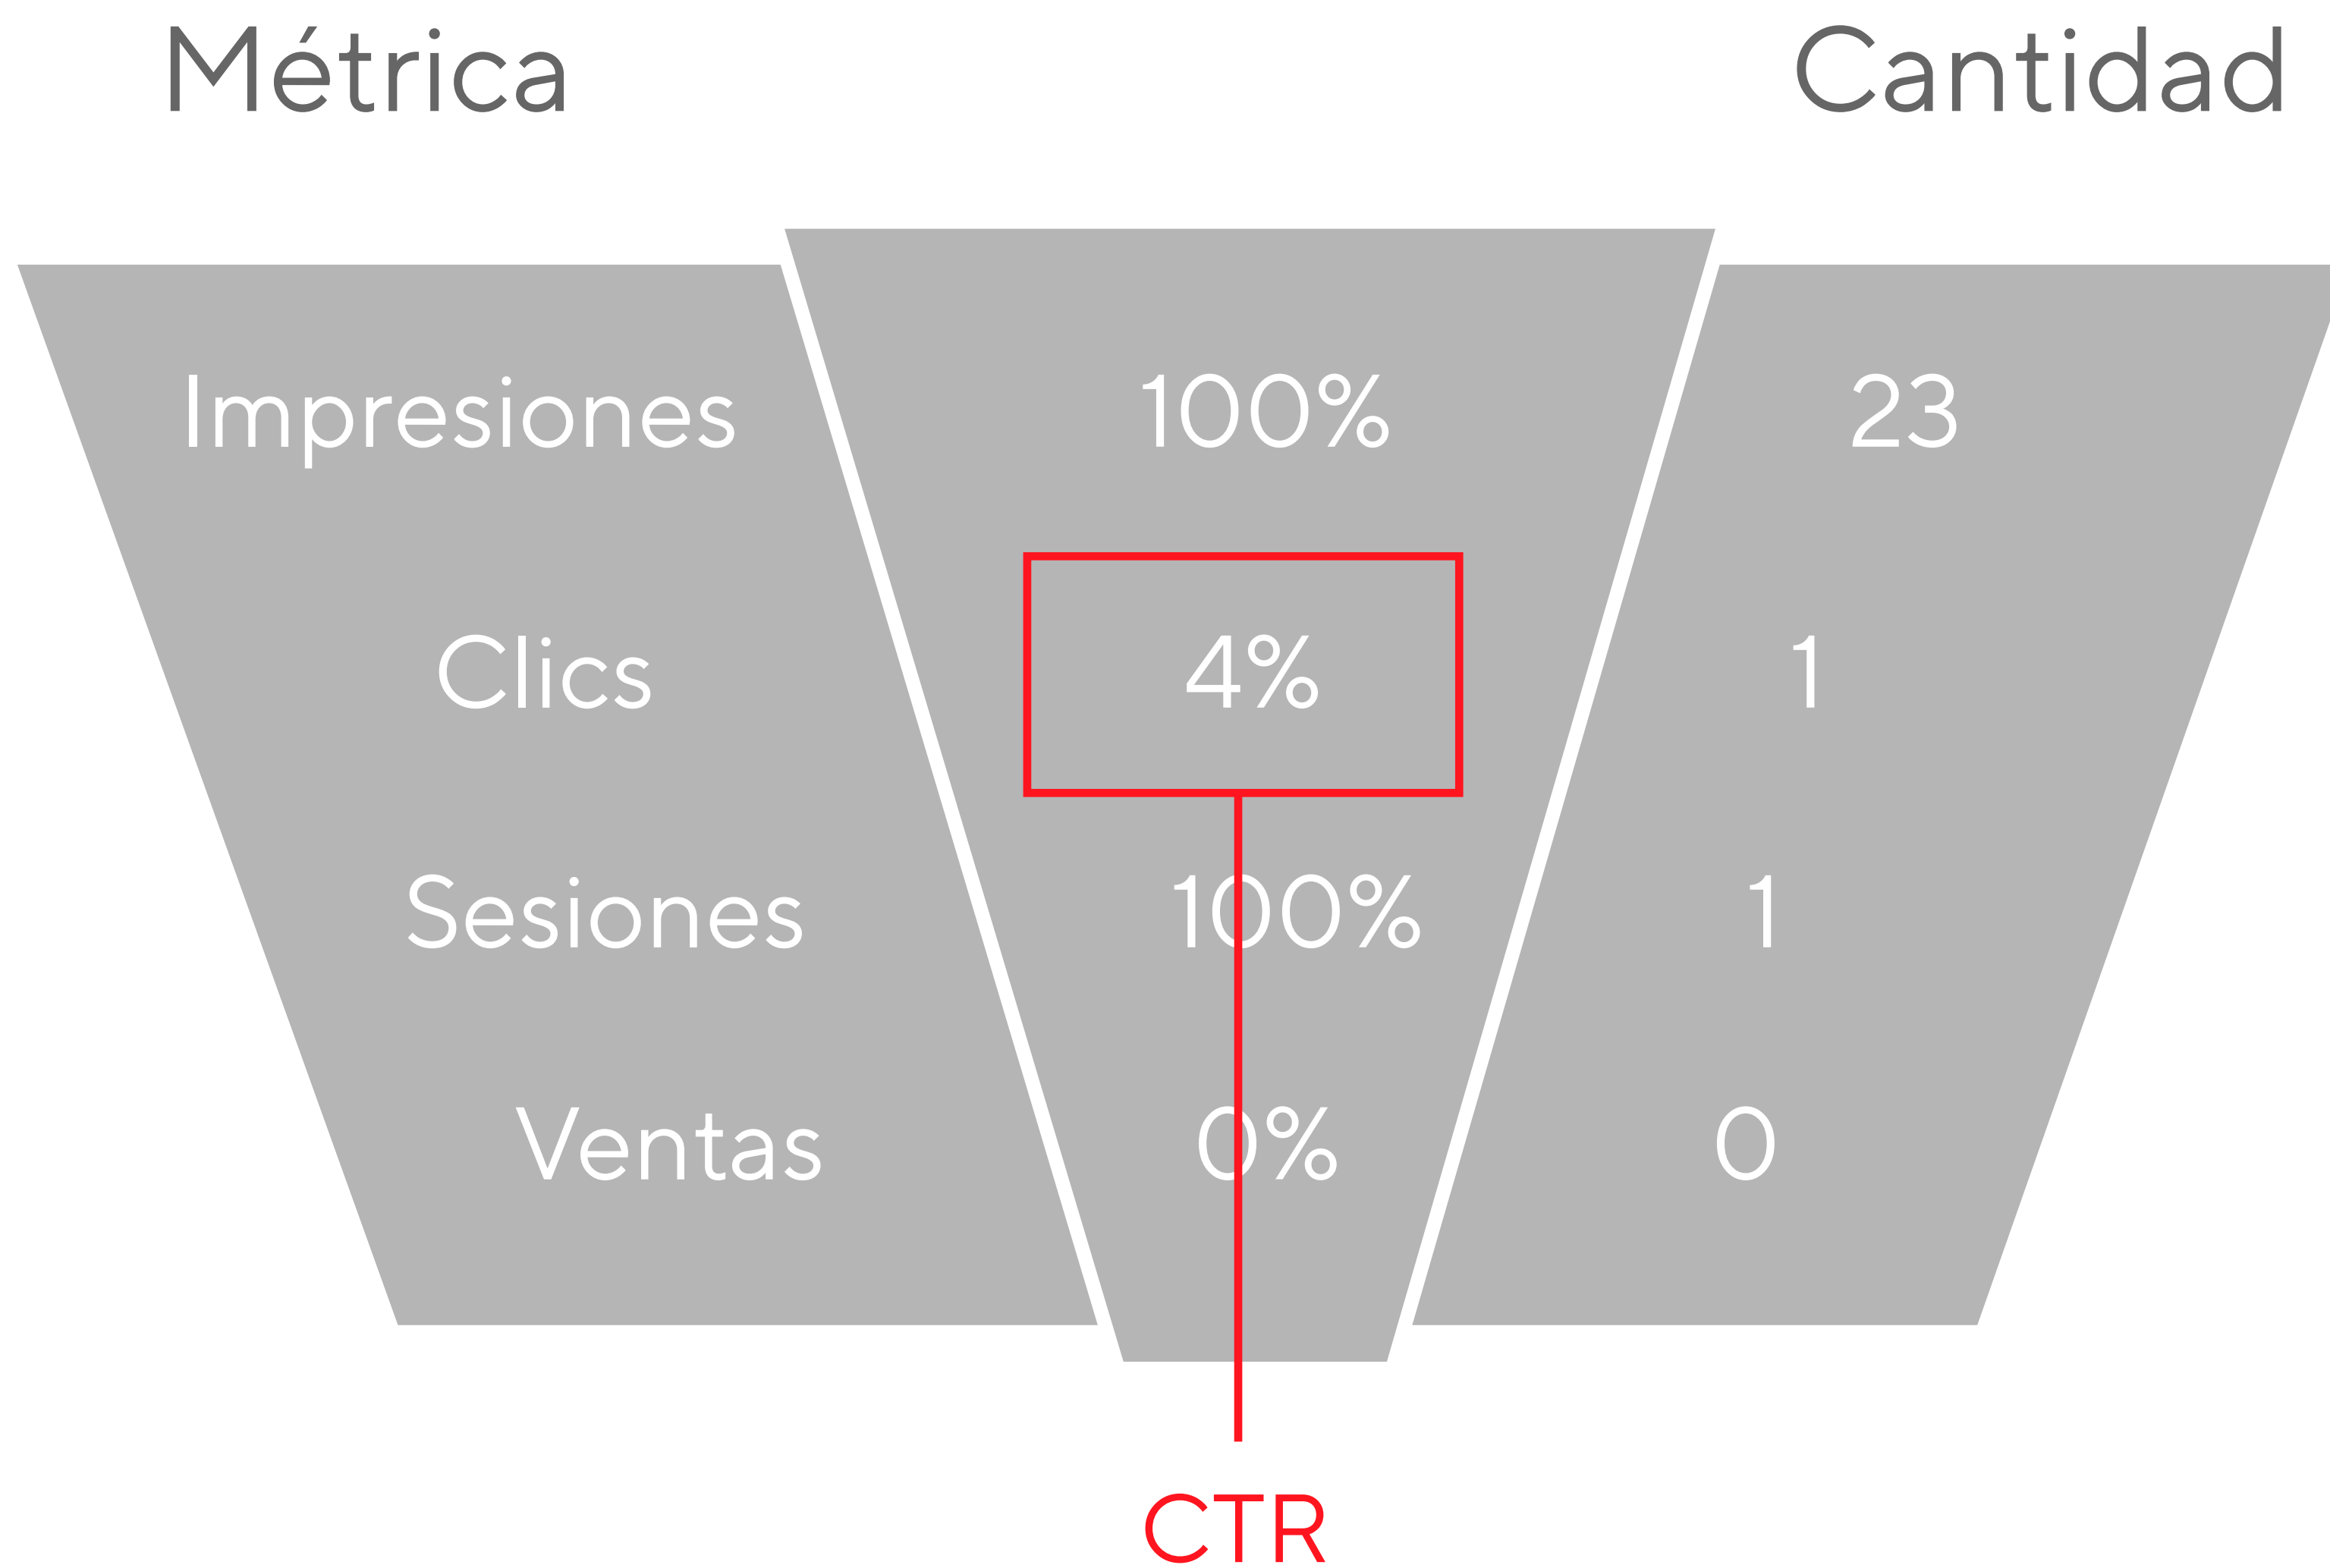 Métrica Cantidad
Impresiones 100% 23
Clics 4% 1
Sesiones 100% 1
Ventas 0% 0
CTR